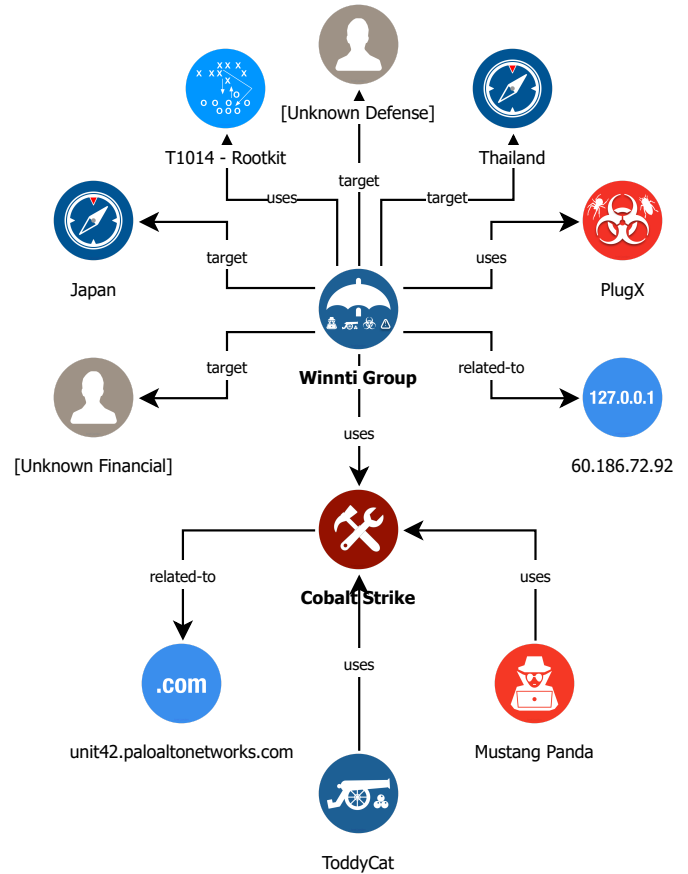 [Unknown Defense]
T1014 - Rootkit
Thailand
uses
target
target
Japan
target
uses
PlugX
Winnti Group
target
related-to
127.0.0.1
[Unknown Financial]
uses
60.186.72.92
related-to
Cobalt Strike
uses
uses
.com
unit42.paloaltonetworks.com
Mustang Panda
ToddyCat